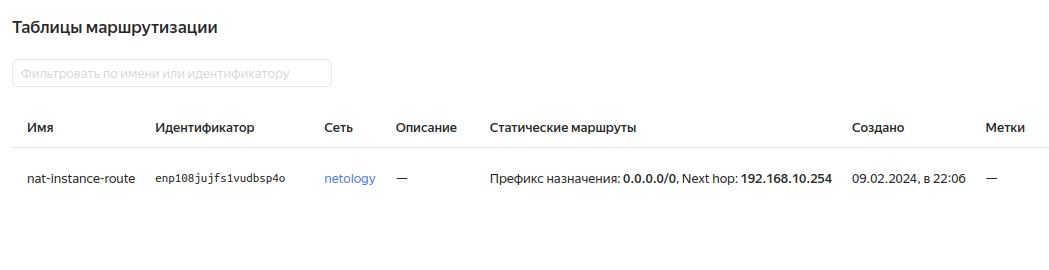 Таблицы маршрутизации
Фильтровать по имени или идентификатору
Имя Идентификатор Сеть Описание Статические маршруты Создано Метки
nat-instance-route enp108jujfs1vudbsp4o netology — Префикс назначения: 0.0.0.0/0, Next hop: 192.168.10.254 09.02.2024, в 22:06 —